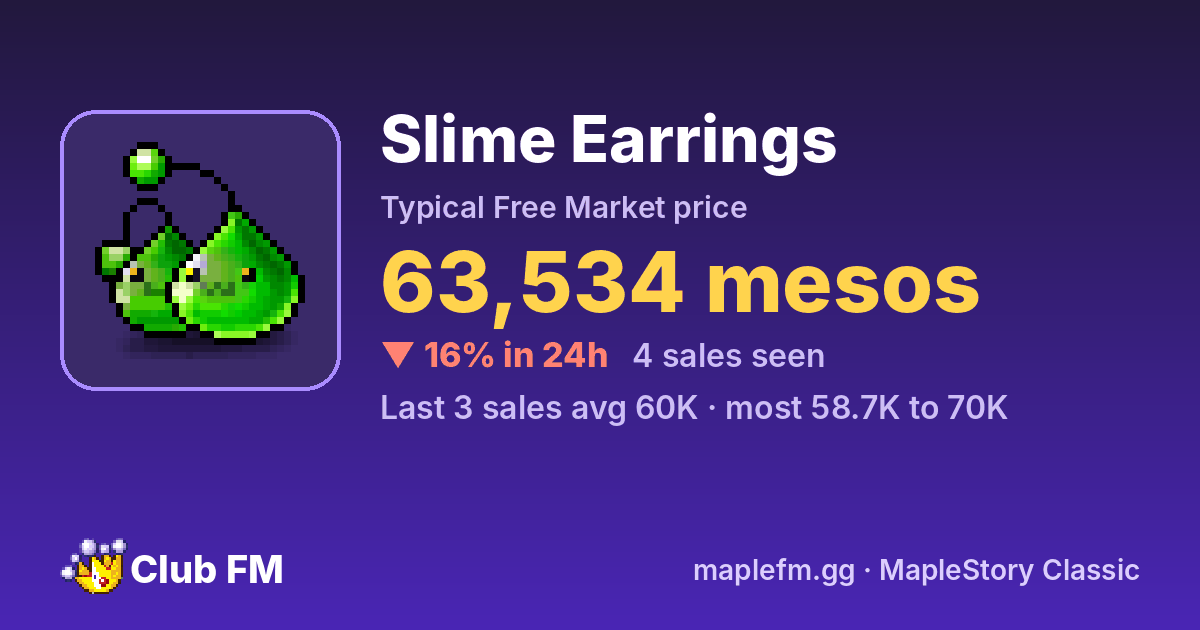 Slime Earrings
Typical Free Market price
63,534 mesos
▼ 16% in 24h 4 sales seen
Last 3 sales avg 60K · most 58.7K to 70K
Club FM
maplefm.gg · MapleStory Classic